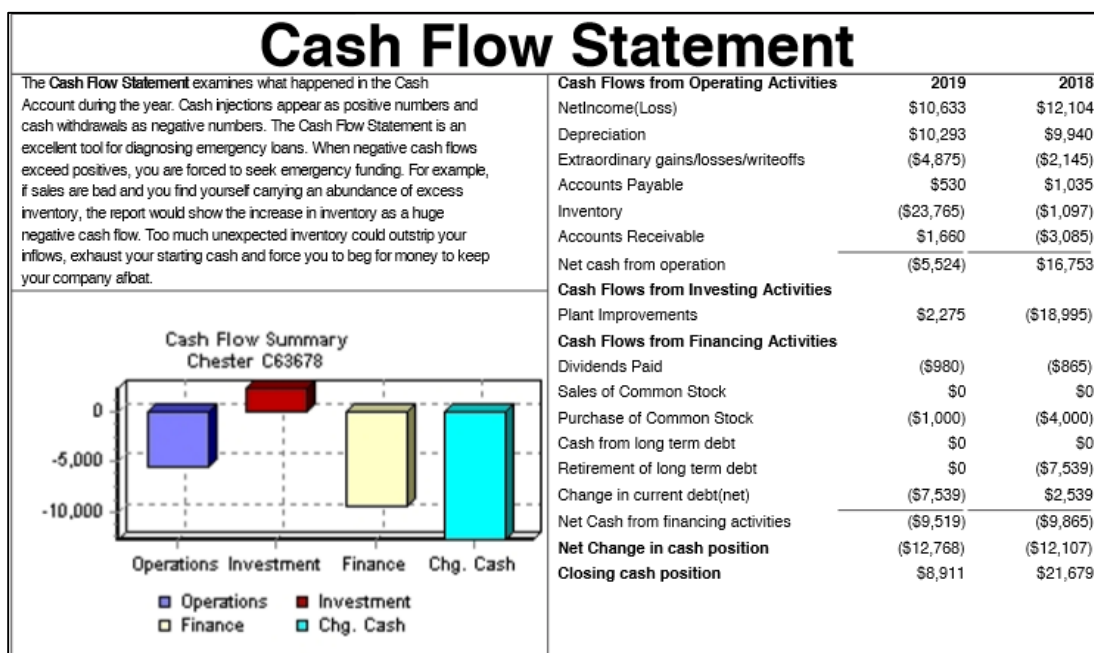 Cash Flow Statement
The Cash Flow Statement examines what happened in the Cash
Account during the year. Cash injections appear as positive numbers and
cash withdrawals as negative numbers. The Cash Flow Statement is an
excellent tool for diagnosing emergency loans. When negative cash flows
exceed positives, you are forced to seek emergency funding. For example,
if sales are bad and you find yourself carrying an abundance of excess
inventory, the report would show the increase in inventory as a huge
negative cash flow. Too much unexpected inventory could outstrip your
inflows, exhaust your starting cash and force you to beg for money to keep
your company afloat.
Cash Flow Summary
Chester C63678
0
-5,000
-10,000
Operations Investment Finance Chg. Cash
Operations Investment
Finance Chg. Cash
Cash Flows from Operating Activities 2019 2018
NetIncome(Loss) $10,633 $12,104
Depreciation $10,293 $9,940
Extraordinary gains/losses/writeoffs ($4,875) ($2,145)
Accounts Payable $530 $1,035
Inventory ($23,765) ($1,097)
Accounts Receivable $1,660 ($3,085)
Net cash from operation ($5,524) $16,753
Cash Flows from Investing Activities
Plant Improvements $2,275 ($18,995)
Cash Flows from Financing Activities
Dividends Paid ($980) ($865)
Sales of Common Stock $0 $0
Purchase of Common Stock ($1,000) ($4,000)
Cash from long term debt $0 $0
Retirement of long term debt $0 ($7,539)
Change in current debt(net) ($7,539) $2,539
Net Cash from financing activities ($9,519) ($9,865)
Net Change in cash position ($12,768) ($12,107)
Closing cash position $8,911 $21,679